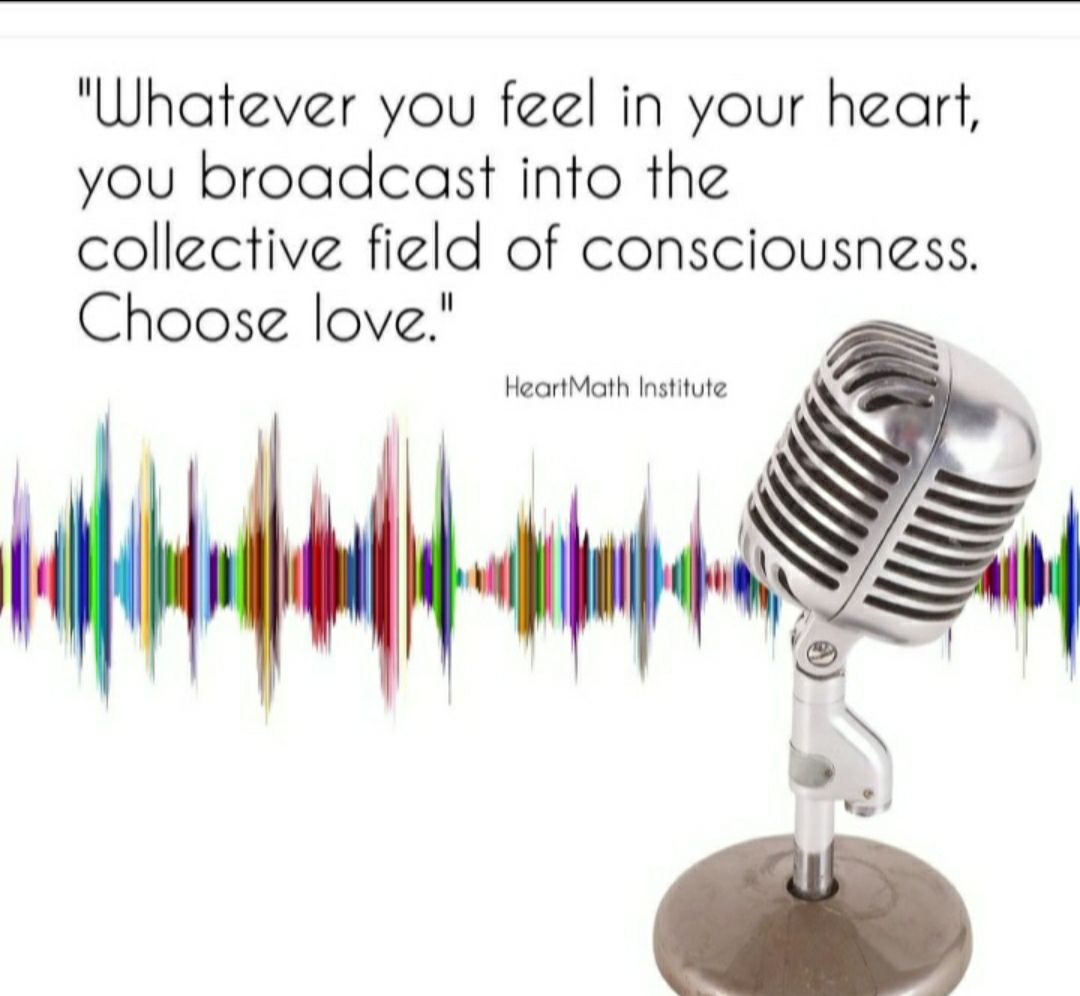 "Whatever you feel in your heart,
you broadcast into the
collective field of consciousness.
Choose love."
HeartMath Institute